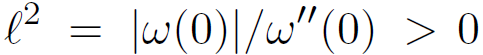 ℓ² = |ω(0)|/ω′′(0) > 0